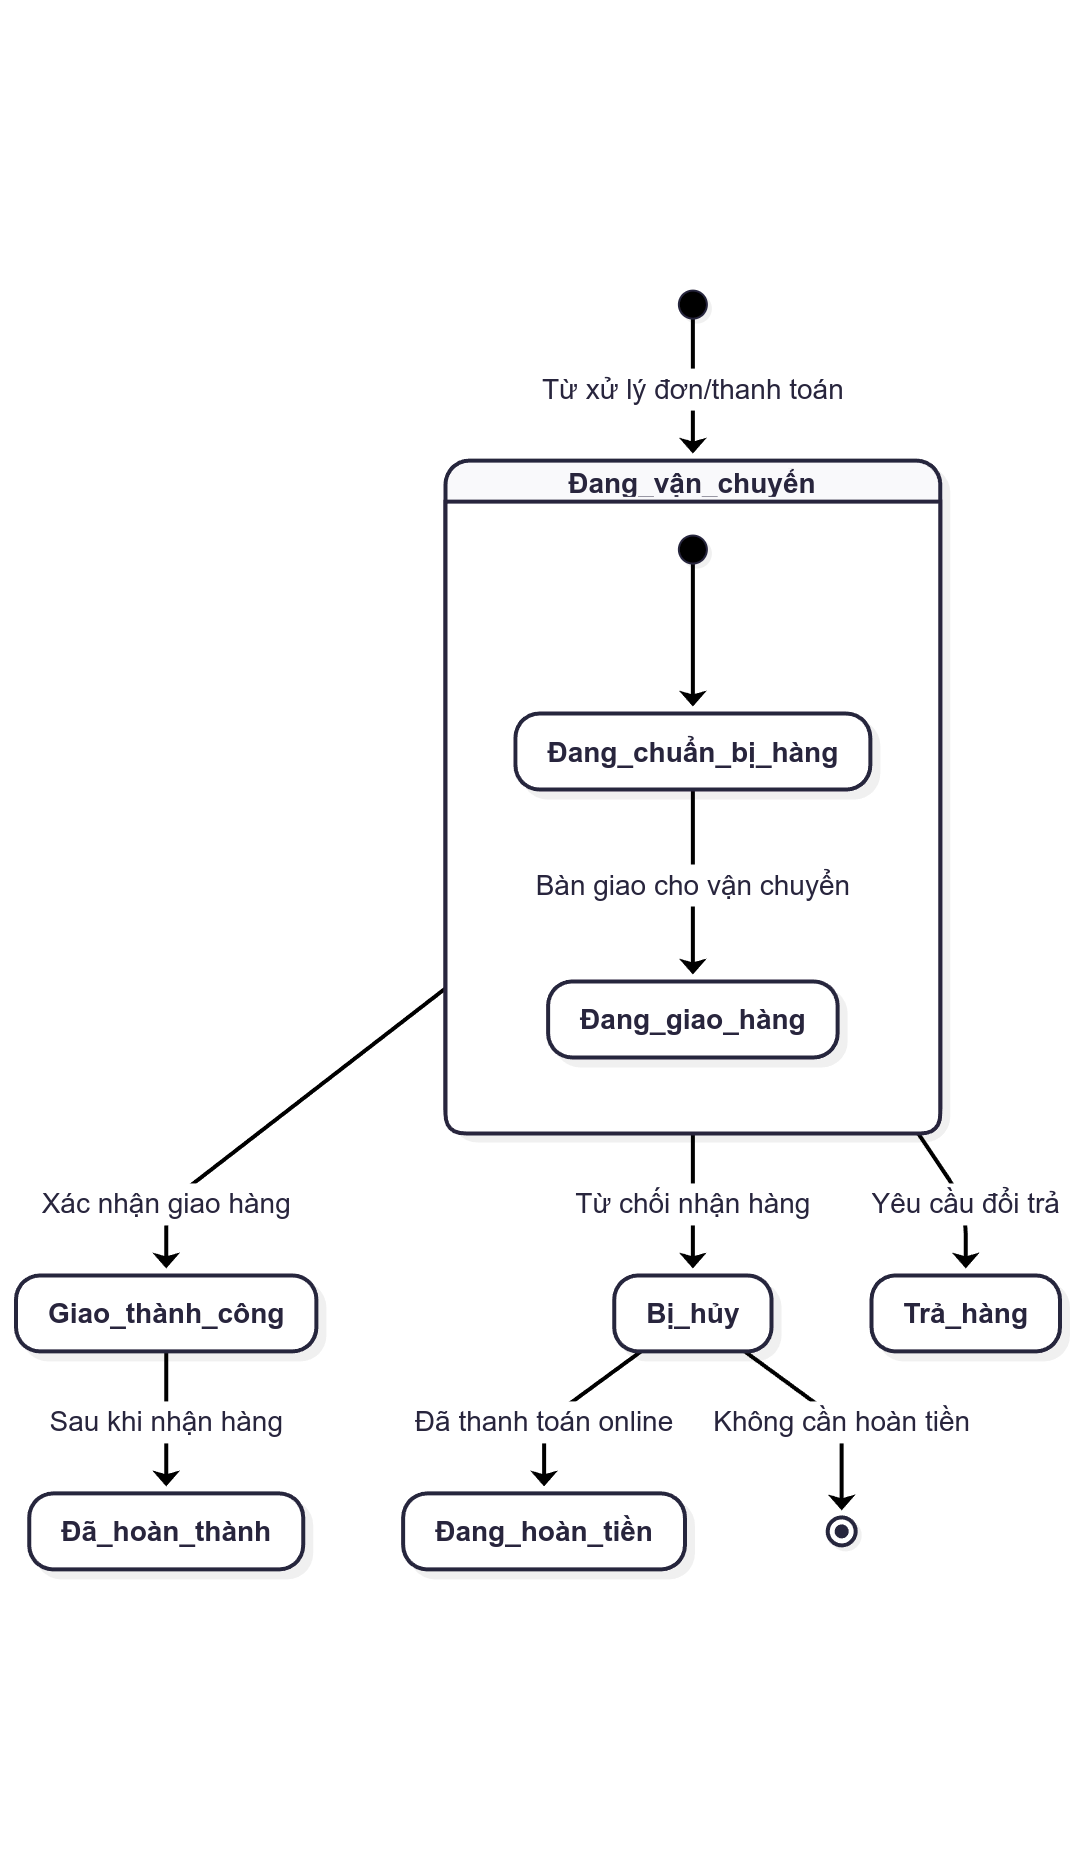 Từ xử lý đơn/thanh toán
Đang_vận_chuyển
Đang_chuẩn_bị_hàng
Bàn giao cho vận chuyển
Đang_giao_hàng
Xác nhận giao hàng
Từ chối nhận hàng
Yêu cầu đổi trả
Giao_thành_công
Bị_hủy
Trả_hàng
Sau khi nhận hàng
Đã thanh toán online
Không cần hoàn tiền
Đã_hoàn_thành
Đang_hoàn_tiền